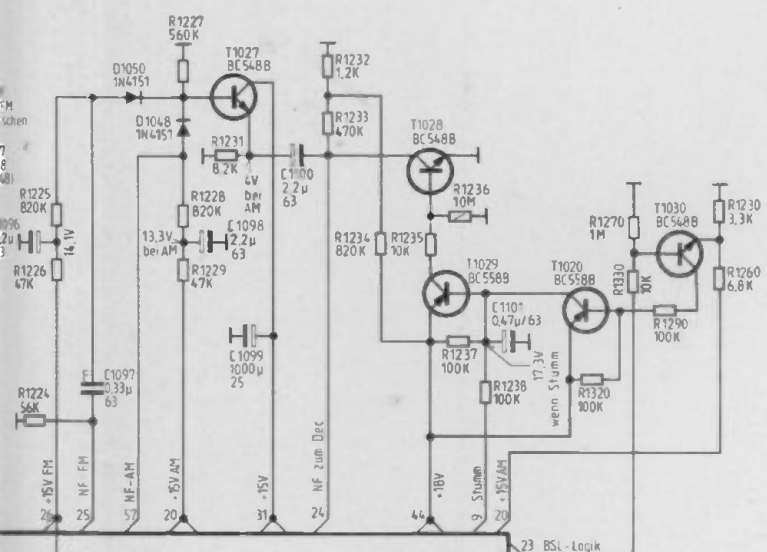 R1227
560K
T1027
BC548B
D1050
1N4151
FM
schen
D1048
1N4151
R1231
8,2K
4V
bei
AM
C1100
2,2µ
63
R1232
1,2K
R1233
470K
T1028
BC548B
R1236
10M
R1225
820K
14,1V
R1226
47K
R1228
820K
13,3V
bei AM
C1098
2,2µ
63
R1229
47K
R1234
820K
R1235
10K
T1029
BC558B
T1020
BC558B
R1270
1M
T1030
BC548B
R1230
3,3K
R1330
10K
R1260
6,8K
C1101
0,47µ/63
R1237
100K
17,3V
wenn Stumm
R1238
100K
R1290
100K
R1320
100K
C1099
1000µ
25
C1097
0,33µ
63
R1224
56K
+15V FM
26
NF FM
25
NF-AM
57
+15V AM
20
+15V
31
NF zum Dec
24
+18V
44
Stumm
9
+15V AM
20
23 BSL-Logik